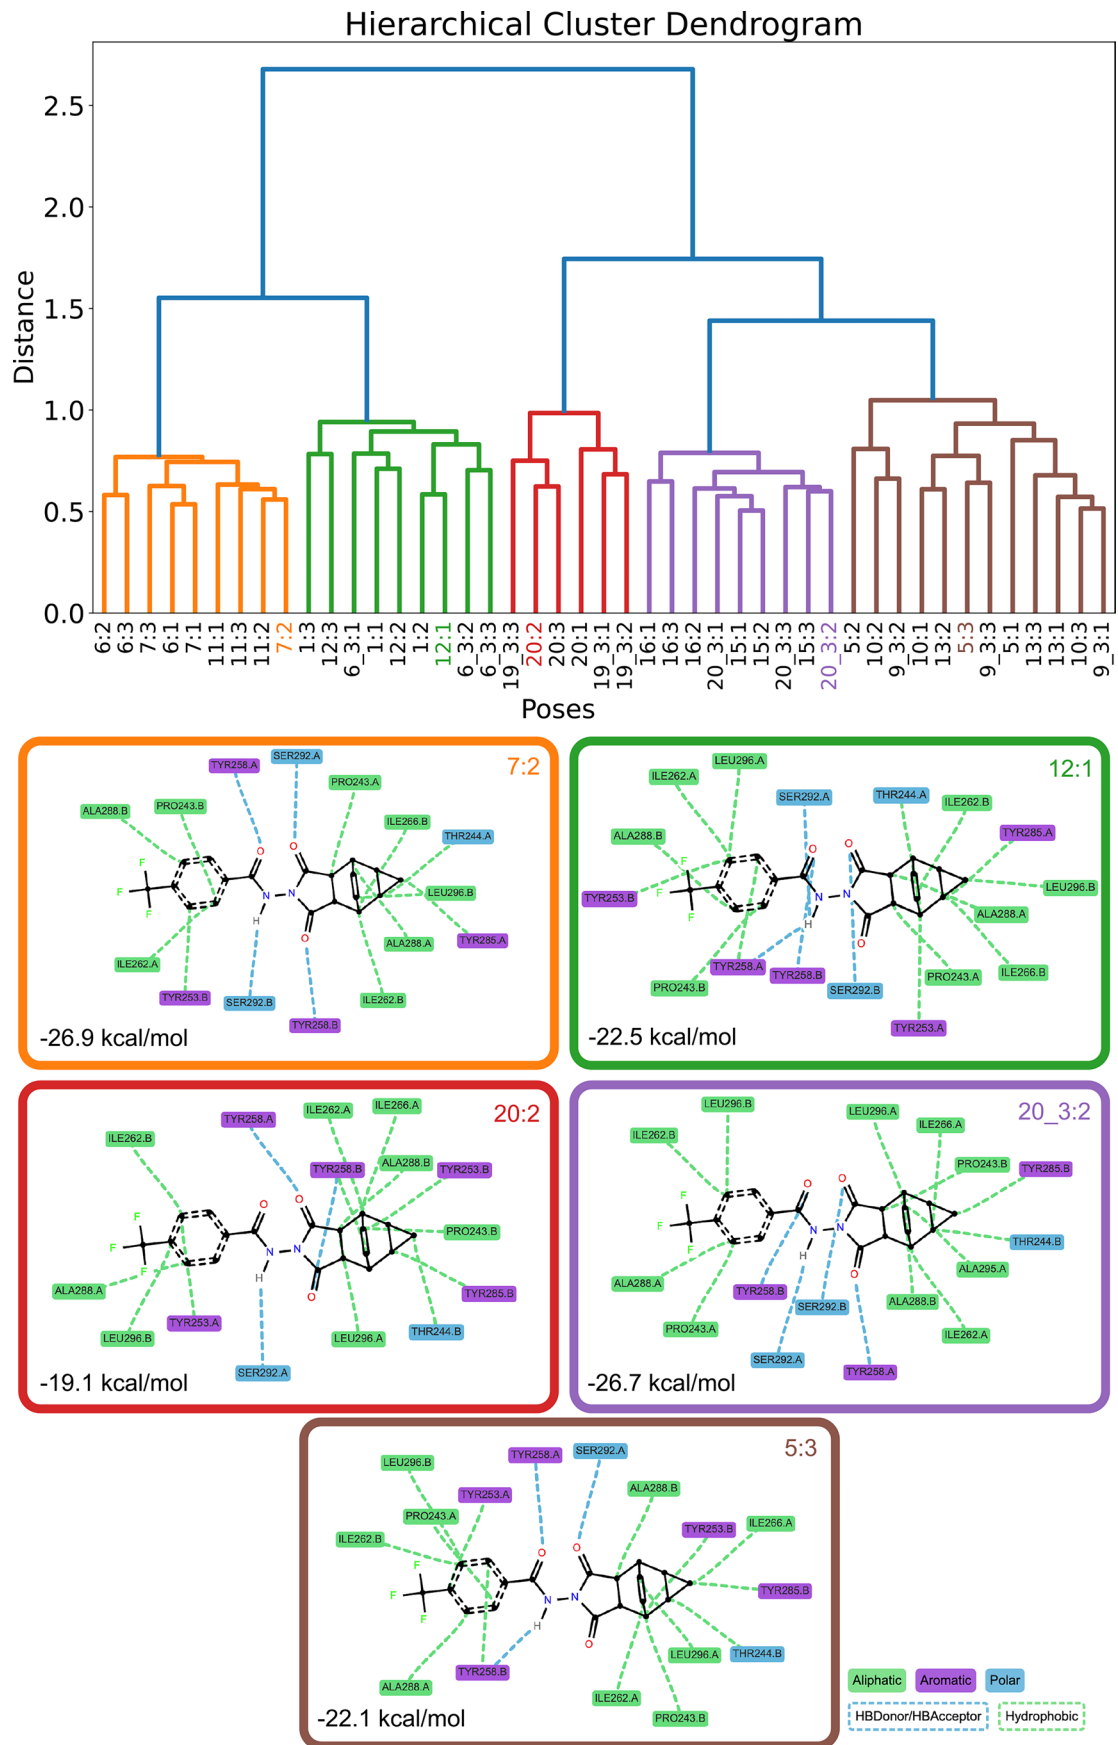 Hierarchical Cluster Dendrogram
Distance
2.5
2.0
1.5
1.0
0.5
0.0
6:2
6:3
7:3
6:1
7:1
11:1
11:3
11:2
7:2
1:3
12:3
6_3:1
1:1
12:2
1:2
12:1
6_3:2
6_3:3
19_3:3
20:2
20:3
20:1
19_3:1
19_3:2
16:1
16:3
16:2
20_3:1
15:1
15:2
20_3:3
15:3
20_3:2
5:2
10:2
9_3:2
10:1
13:2
5:3
9_3:3
5:1
13:3
13:1
10:3
9_3:1
Poses
7:2
SER292.A
TYR258.A
PRO243.A
PRO243.B
ALA288.B
ILE266.B
THR244.A
O
O
F
F
F
N
N
H
O
LEU296.B
TYR285.A
ALA288.A
ILE262.A
TYR253.B
SER292.B
ILE262.B
TYR258.B
-26.9 kcal/mol
12:1
LEU296.A
ILE262.A
SER292.A
THR244.A
ILE262.B
TYR285.A
ALA288.B
O
O
F
F
F
N
N
H
O
TYR253.B
LEU296.B
ALA288.A
TYR258.A
TYR258.B
PRO243.B
SER292.B
PRO243.A
ILE266.B
TYR253.A
-22.5 kcal/mol
20:2
ILE262.A
ILE266.A
TYR258.A
ILE262.B
TYR258.B
ALA288.B
TYR253.B
O
O
F
F
F
N
N
H
O
PRO243.B
ALA288.A
TYR285.B
TYR253.A
LEU296.B
LEU296.A
THR244.B
SER292.A
-19.1 kcal/mol
20_3:2
LEU296.B
LEU296.A
ILE266.A
ILE262.B
PRO243.B
TYR285.B
O
O
F
F
F
N
N
H
O
THR244.B
ALA295.A
ALA288.A
TYR258.B
SER292.B
ALA288.B
PRO243.A
ILE262.A
SER292.A
TYR258.A
-26.7 kcal/mol
5:3
TYR258.A
SER292.A
LEU296.B
TYR253.A
ALA288.B
PRO243.A
ILE262.B
TYR253.B
ILE266.A
O
O
F
F
F
N
N
H
O
TYR285.B
LEU296.A
THR244.B
TYR258.B
ALA288.A
ILE262.A
PRO243.B
-22.1 kcal/mol
Aliphatic
Aromatic
Polar
HBDonor/HBAcceptor
Hydrophobic